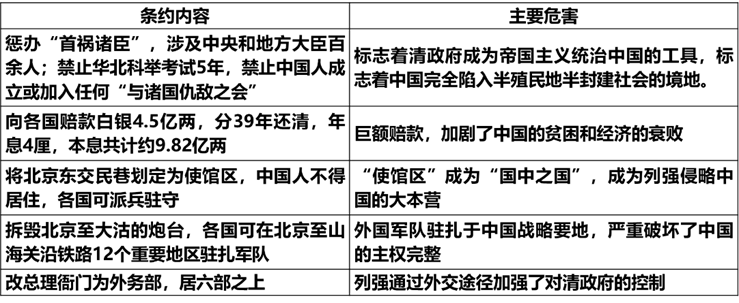 条约内容
主要危害
惩办“首祸诸臣”，涉及中央和地方大臣百
余人；禁止华北科举考试5年，禁止中国人成
立或加入任何“与诸国仇敌之会”
标志着清政府成为帝国主义统治中国的工具，标
志着中国完全陷入半殖民地半封建社会的境地。
向各国赔款白银4.5亿两，分39年还清，年
息4厘，本息共计约9.82亿两
巨额赔款，加剧了中国的贫困和经济的衰败
将北京东交民巷划定为使馆区，中国人不得
居住，各国可派兵驻守
“使馆区”成为“国中之国”，成为列强侵略中
国的大本营
拆毁北京至大沽的炮台，各国可在北京至山
海关沿铁路12个重要地区驻扎军队
外国军队驻扎于中国战略要地，严重破坏了中国
的主权完整
改总理衙门为外务部，居六部之上
列强通过外交途径加强了对清政府的控制